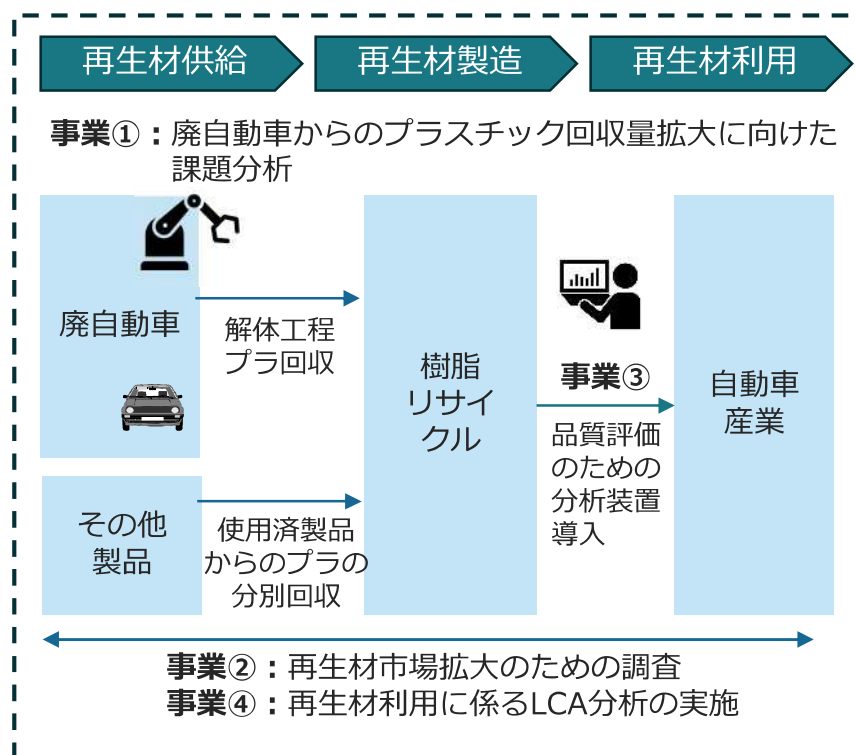 再生材供給
再生材製造
再生材利用
事業①：廃自動車からのプラスチック回収量拡大に向けた
課題分析
廃自動車
解体工程
プラ回収
その他
製品
使用済製品
からのプラの
分別回収
樹脂
リサイ
クル
事業③
品質評価
のための
分析装置
導入
自動車
産業
事業②：再生材市場拡大のための調査
事業④：再生材利用に係るLCA分析の実施